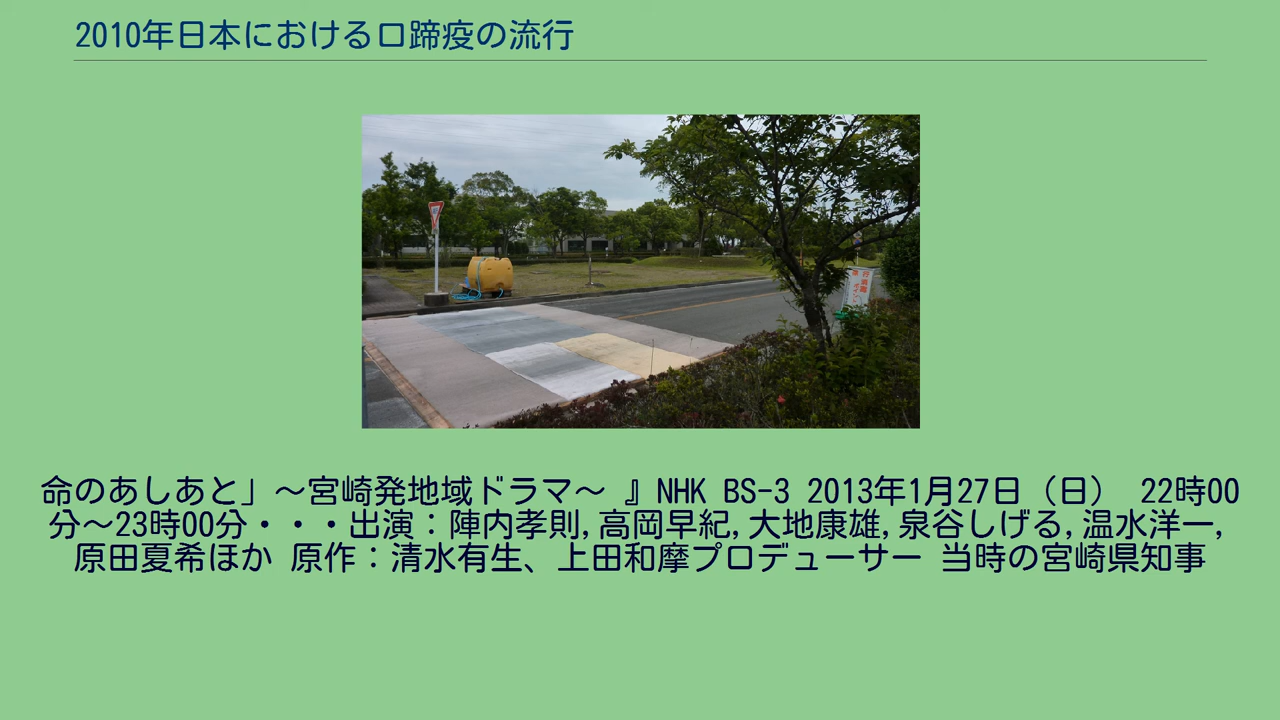 2010年日本における口蹄疫の流行
命のあしあと」～宮崎発地域ドラマ～ 』NHK BS-3 2013年1月27日（日） 22時00
分～23時00分・・・出演：陣内孝則,高岡早紀,大地康雄,泉谷しげる,温水洋一,
原田夏希ほか 原作：清水有生、上田和摩プロデューサー 当時の宮崎県知事